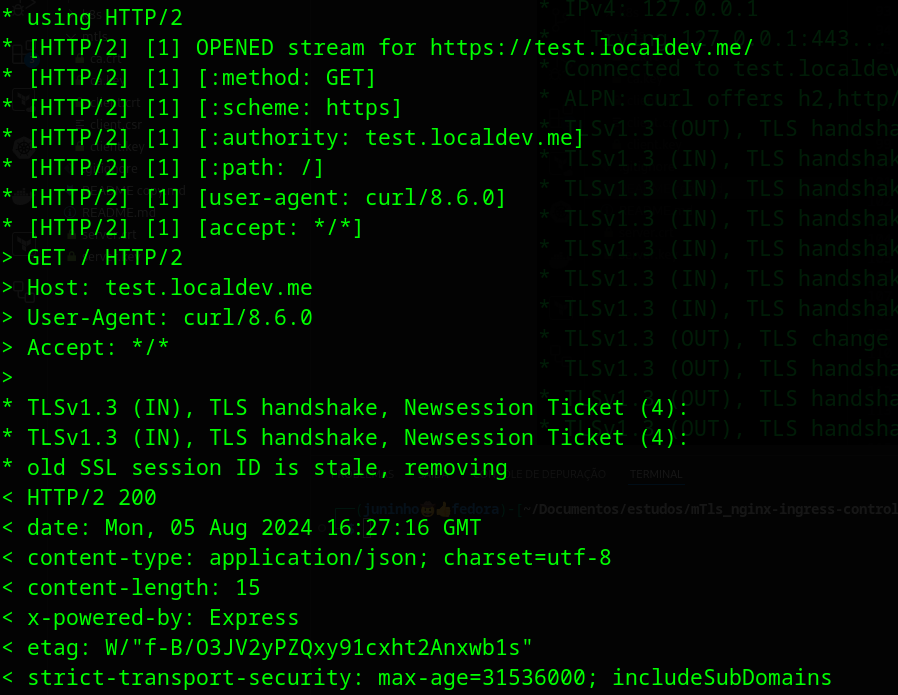 * using HTTP/2
* [HTTP/2] [1] OPENED stream for https://test.localdev.me/
* [HTTP/2] [1] [:method: GET]
* [HTTP/2] [1] [:scheme: https]
* [HTTP/2] [1] [:authority: test.localdev.me]
* [HTTP/2] [1] [:path: /]
* [HTTP/2] [1] [user-agent: curl/8.6.0]
* [HTTP/2] [1] [accept: */*]
> GET / HTTP/2
> Host: test.localdev.me
> User-Agent: curl/8.6.0
> Accept: */*
>
* TLSv1.3 (IN), TLS handshake, Newsession Ticket (4):
* TLSv1.3 (IN), TLS handshake, Newsession Ticket (4):
* old SSL session ID is stale, removing
< HTTP/2 200
< date: Mon, 05 Aug 2024 16:27:16 GMT
< content-type: application/json; charset=utf-8
< content-length: 15
< x-powered-by: Express
< etag: W/"f-B/O3JV2yPZQxy91cxht2Anxwb1s"
< strict-transport-security: max-age=31536000; includeSubDomains
* IPv4: 127.0.0.1
* Trying 127.0.0.1:443...
* Connected to test.localdev
* ALPN: curl offers h2,http/
* TLSv1.3 (OUT), TLS handsha
* TLSv1.3 (IN), TLS handshak
* TLSv1.3 (IN), TLS handshak
* TLSv1.3 (IN), TLS handshak
* TLSv1.3 (IN), TLS handshak
* TLSv1.3 (IN), TLS handshak
* TLSv1.3 (IN), TLS handshak
* TLSv1.3 (OUT), TLS change
* TLSv1.3 (OUT), TLS handsha
* TLSv1.3 (OUT), TLS handsha
* TLSv1.3 (OUT), TLS handsha
DE DEPURAÇÃO TERMINAL
(juninho😍👍fedora)-[~/Documentos/estudos/mTls_nginx-ingress-control
README.md